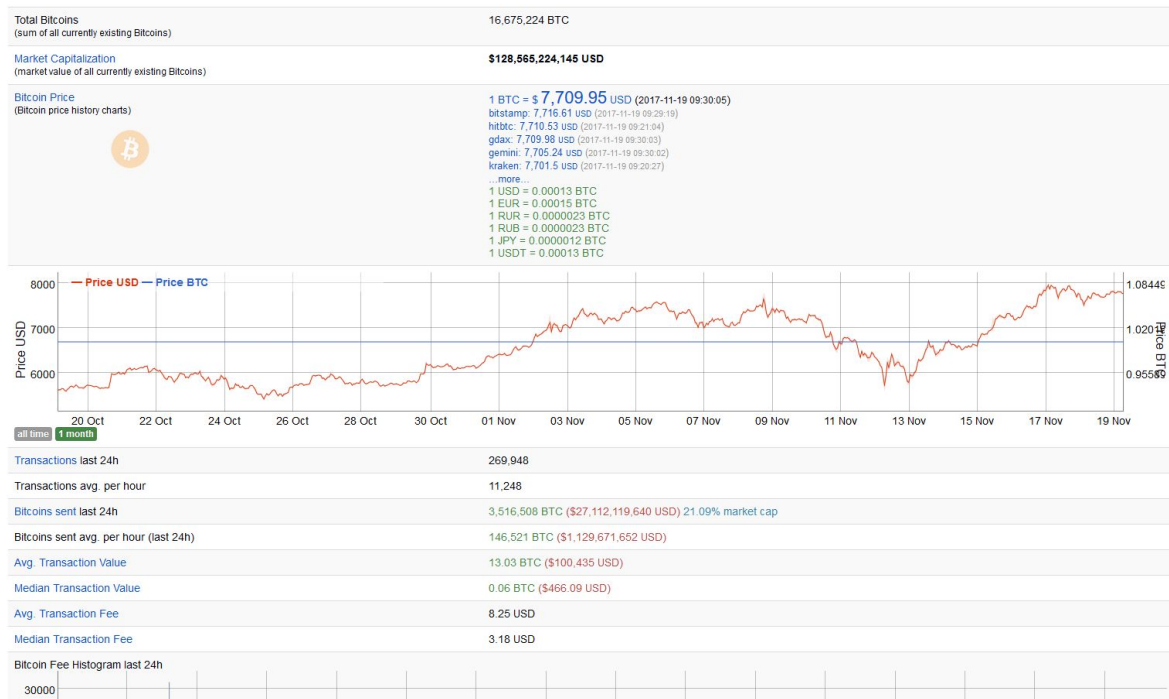 Total Bitcoins
(sum of all currently existing Bitcoins)
16,675,224 BTC
Market Capitalization
(market value of all currently existing Bitcoins)
$128,565,224,145 USD
Bitcoin Price
(Bitcoin price history charts)
1 BTC = $ 7,709.95 USD (2017-11-19 09:30:05)
bitstamp: 7,716.61 USD (2017-11-19 09:29:19)
hitbtc: 7,710.53 USD (2017-11-19 09:21:04)
gdax: 7,709.98 USD (2017-11-19 09:30:03)
gemini: 7,705.24 USD (2017-11-19 09:30:02)
kraken: 7,701.5 USD (2017-11-19 09:20:27)
...more...
1 USD = 0.00013 BTC
1 EUR = 0.00015 BTC
1 RUR = 0.0000023 BTC
1 RUB = 0.0000023 BTC
1 JPY = 0.0000012 BTC
1 USDT = 0.00013 BTC
Price USD Price BTC
8000
7000
6000
Price USD
1.08449
1.0201
0.95589
Price BTC
20 Oct 22 Oct 24 Oct 26 Oct 28 Oct 30 Oct 01 Nov 03 Nov 05 Nov 07 Nov 09 Nov 11 Nov 13 Nov 15 Nov 17 Nov 19 Nov
all time 1 month
Transactions last 24h 269,948
Transactions avg. per hour 11,248
Bitcoins sent last 24h 3,516,508 BTC ($27,112,119,640 USD) 21.09% market cap
Bitcoins sent avg. per hour (last 24h) 146,521 BTC ($1,129,671,652 USD)
Avg. Transaction Value 13.03 BTC ($100,435 USD)
Median Transaction Value 0.06 BTC ($466.09 USD)
Avg. Transaction Fee 8.25 USD
Median Transaction Fee 3.18 USD
Bitcoin Fee Histogram last 24h
30000